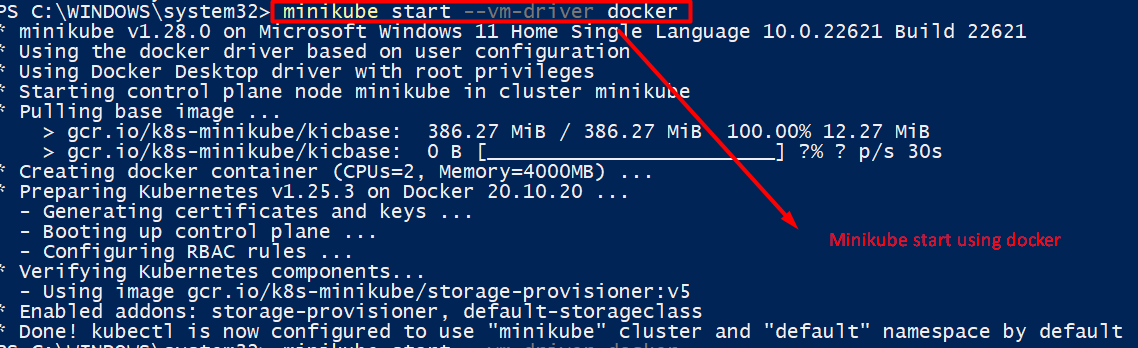 PS C:\WINDOWS\system32> minikube start --vm-driver docker
* minikube v1.28.0 on Microsoft Windows 11 Home Single Language 10.0.22621 Build 22621
* Using the docker driver based on user configuration
* Using Docker Desktop driver with root privileges
* Starting control plane node minikube in cluster minikube
* Pulling base image ...
> gcr.io/k8s-minikube/kicbase: 386.27 MiB / 386.27 MiB 100.00% 12.27 MiB
> gcr.io/k8s-minikube/kicbase: 0 B [________________________] ?% ? p/s 30s
* Creating docker container (CPUs=2, Memory=4000MB) ...
* Preparing Kubernetes v1.25.3 on Docker 20.10.20 ...
- Generating certificates and keys ...
- Booting up control plane ...
- Configuring RBAC rules ...
Minikube start using docker
* Verifying Kubernetes components...
- Using image gcr.io/k8s-minikube/storage-provisioner:v5
* Enabled addons: storage-provisioner, default-storageclass
* Done! kubectl is now configured to use "minikube" cluster and "default" namespace by default
PS C:\WINDOWS\system32> minikube start --vm-driver docker